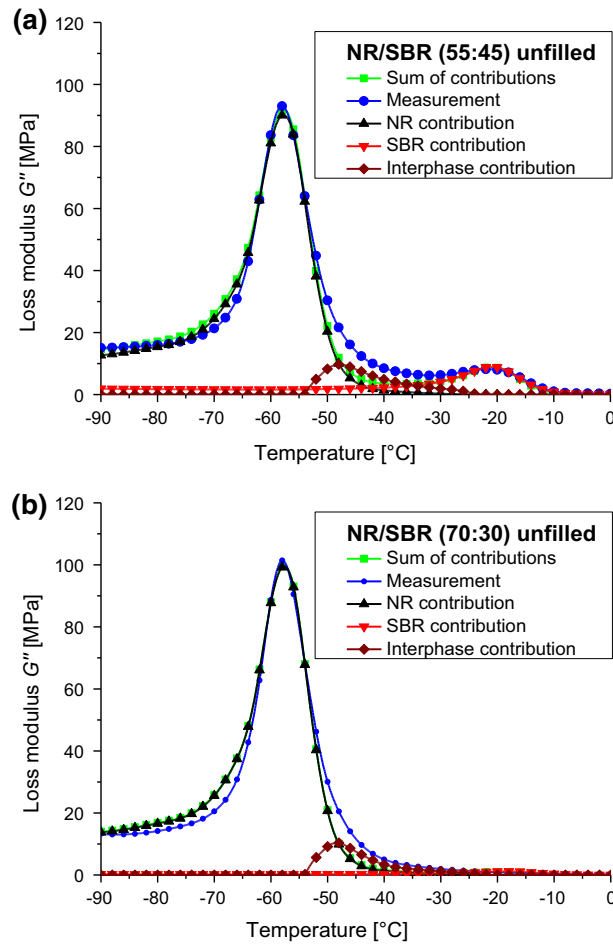 (a)
NR/SBR (55:45) unfilled
Sum of contributions
Measurement
NR contribution
SBR contribution
Interphase contribution
Loss modulus G″ [MPa]
120
100
80
60
40
20
0
-90 -80 -70 -60 -50 -40 -30 -20 -10 0
Temperature [°C]
(b)
NR/SBR (70:30) unfilled
Sum of contributions
Measurement
NR contribution
SBR contribution
Interphase contribution
Loss modulus G″ [MPa]
120
100
80
60
40
20
0
-90 -80 -70 -60 -50 -40 -30 -20 -10 0
Temperature [°C]